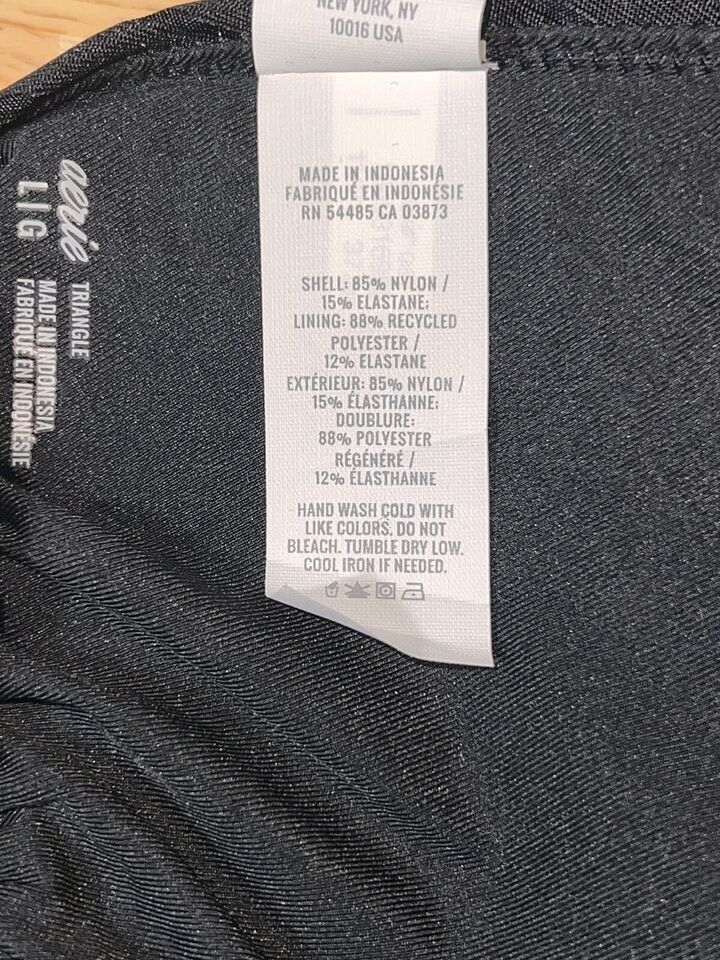 NEW YORK, NY
10016 USA
MADE IN INDONESIA
FABRIQUÉ EN INDONÉSIE
RN 54485 CA 03873
SHELL: 85% NYLON /
15% ELASTANE;
LINING: 88% RECYCLED
POLYESTER /
12% ELASTANE
EXTÉRIEUR: 85% NYLON /
15% ÉLASTHANNE;
DOUBLURE:
88% POLYESTER
RÉGÉNÉRÉ /
12% ÉLASTHANNE
HAND WASH COLD WITH
LIKE COLORS. DO NOT
BLEACH. TUMBLE DRY LOW.
COOL IRON IF NEEDED.
aerie
L | G
TRIANGLE
MADE IN INDONESIA
FABRIQUÉ EN INDONÉSIE